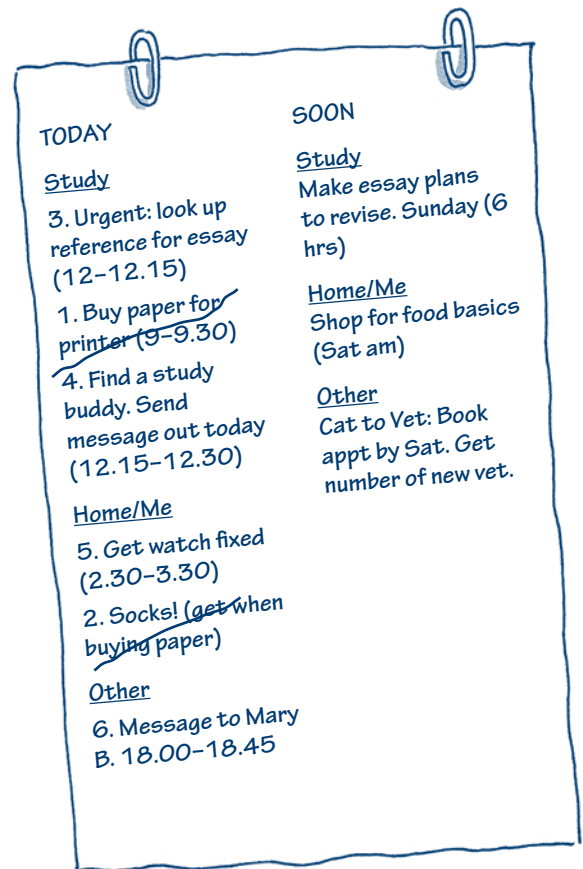 TODAY
Study
3. Urgent: look up
reference for essay
(12–12.15)
1. Buy paper for
printer (9–9.30)
4. Find a study
buddy. Send
message out today
(12.15–12.30)
Home/Me
5. Get watch fixed
(2.30–3.30)
2. Socks! (get when
buying paper)
Other
6. Message to Mary
B. 18.00–18.45
SOON
Study
Make essay plans
to revise. Sunday (6
hrs)
Home/Me
Shop for food basics
(Sat am)
Other
Cat to Vet: Book
appt by Sat. Get
number of new vet.